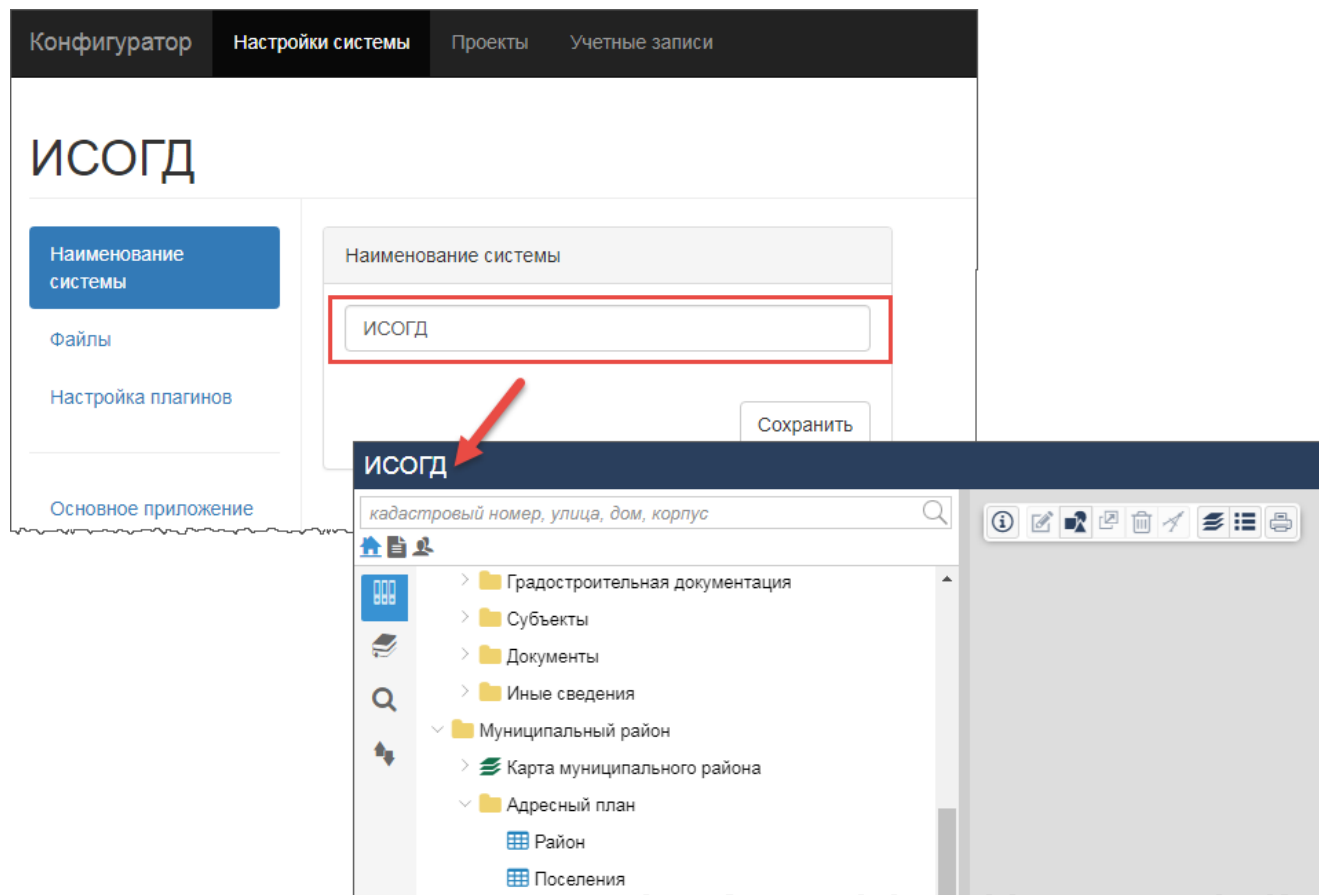 Конфигуратор Настройки системы Проекты Учетные записи
ИСОГД
Наименование
системы
Файлы
Настройка плагинов
Основное приложение
Наименование системы
ИСОГД
Сохранить
ИСОГД
кадастровый номер, улица, дом, корпус
Градостроительная документация
Субъекты
Документы
Иные сведения
Муниципальный район
Карта муниципального района
Адресный план
Район
Поселения